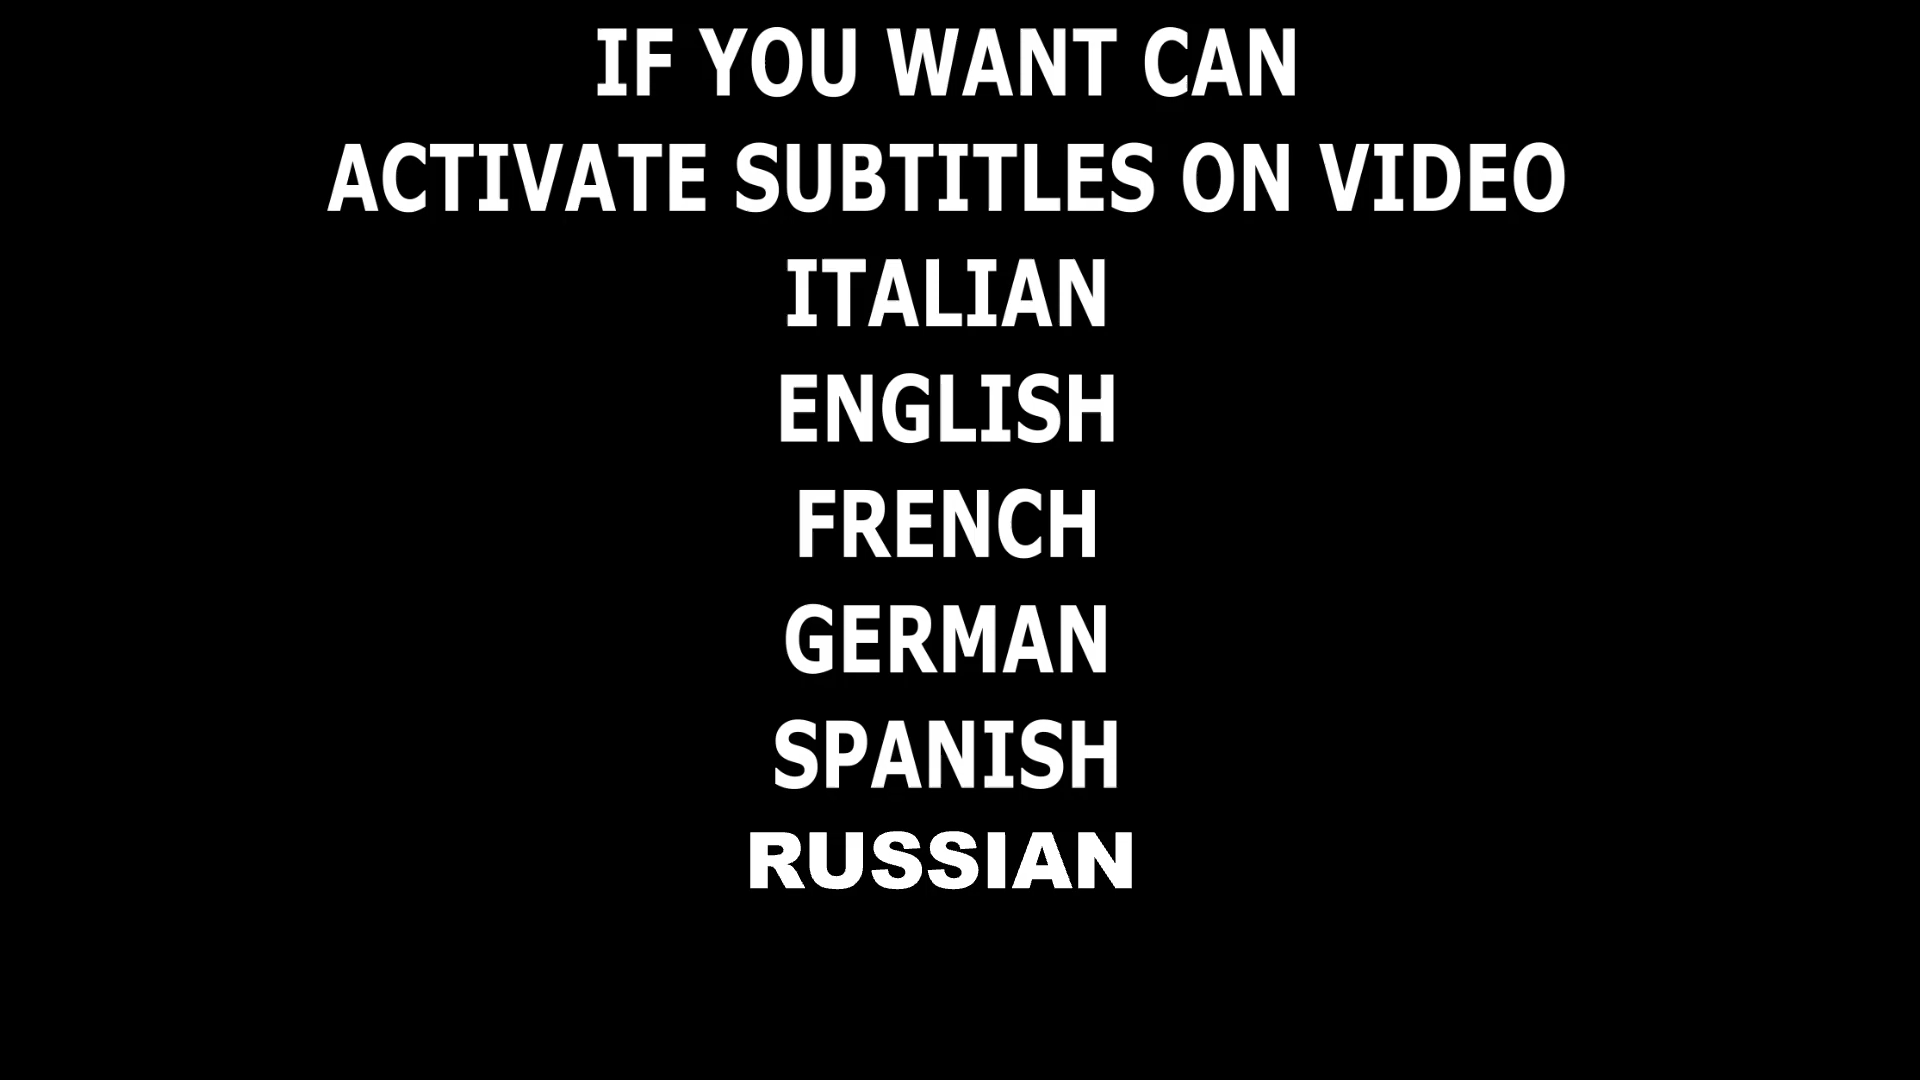 IF YOU WANT CAN
ACTIVATE SUBTITLES ON VIDEO
ITALIAN
ENGLISH
FRENCH
GERMAN
SPANISH
RUSSIAN